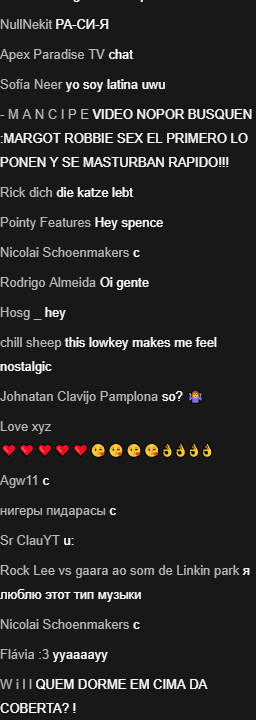 NullNekit РА-СИ-Я
Apex Paradise TV chat
Sofía Neer yo soy latina uwu
- M A N C I P E VIDEO NOPOR BUSQUEN
:MARGOT ROBBIE SEX EL PRIMERO LO
PONEN Y SE MASTURBAN RAPIDO!!!
Rick dich die katze lebt
Pointy Features Hey spence
Nicolai Schoenmakers c
Rodrigo Almeida Oi gente
Hosg _ hey
chill sheep this lowkey makes me feel
nostalgic
Johnatan Clavijo Pamplona so? 🤷‍♀️
Love xyz
❤❤❤❤❤😘😘😘😘👌👌👌👌
Agw11 c
нигеры пидарасы c
Sr ClauYT u:
Rock Lee vs gaara ao som de Linkin park я
люблю этот тип музыки
Nicolai Schoenmakers c
Flávia :3 yyaaaayy
W i l l QUEM DORME EM CIMA DA
COBERTA? !